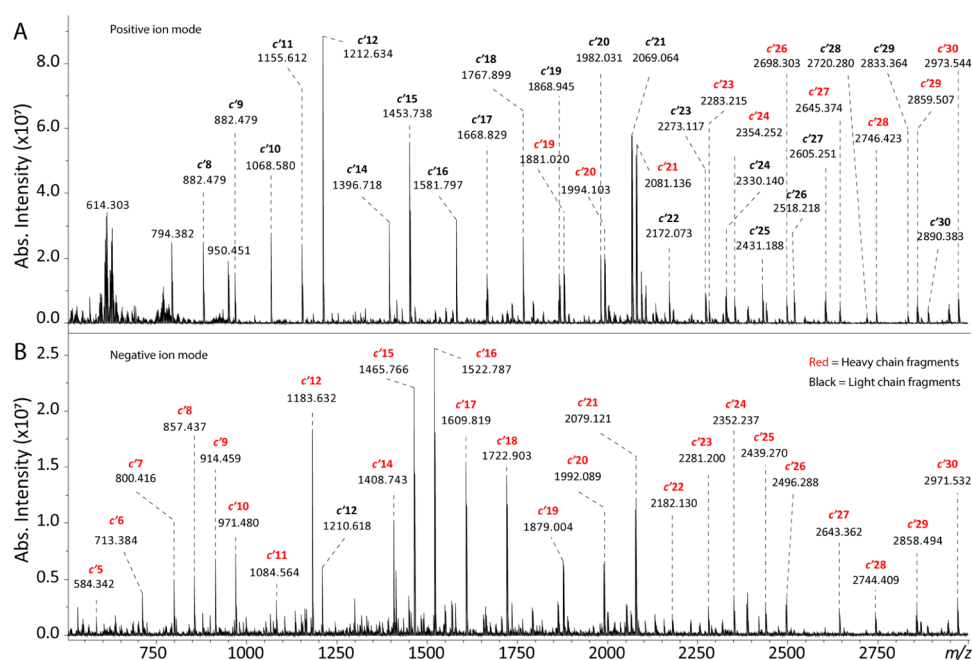 A
Positive ion mode
Abs. Intensity (x10⁷)
8.0
6.0
4.0
2.0
0.0
614.303
794.382
c’8
882.479
c’9
882.479
950.451
c’10
1068.580
c’11
1155.612
c’12
1212.634
c’14
1396.718
c’15
1453.738
c’16
1581.797
c’17
1668.829
c’18
1767.899
c’19
1868.945
c’19
1881.020
c’20
1982.031
c’20
1994.103
c’21
2069.064
c’21
2081.136
c’22
2172.073
c’23
2273.117
c’23
2283.215
c’24
2330.140
c’24
2354.252
c’25
2431.188
c’26
2518.218
c’26
2698.303
c’27
2605.251
c’27
2645.374
c’28
2720.280
c’28
2746.423
c’29
2833.364
c’29
2859.507
c’30
2890.383
c’30
2973.544
B
Negative ion mode
Red = Heavy chain fragments
Black = Light chain fragments
Abs. Intensity (x10⁷)
2.5
2.0
1.5
1.0
0.5
0.0
c’5
584.342
c’6
713.384
c’7
800.416
c’8
857.437
c’9
914.459
c’10
971.480
c’11
1084.564
c’12
1183.632
c’12
1210.618
c’14
1408.743
c’15
1465.766
c’16
1522.787
c’17
1609.819
c’18
1722.903
c’19
1879.004
c’20
1992.089
c’21
2079.121
c’22
2182.130
c’23
2281.200
c’24
2352.237
c’25
2439.270
c’26
2496.288
c’27
2643.362
c’28
2744.409
c’29
2858.494
c’30
2971.532
750 1000 1250 1500 1750 2000 2250 2500 2750 m/z